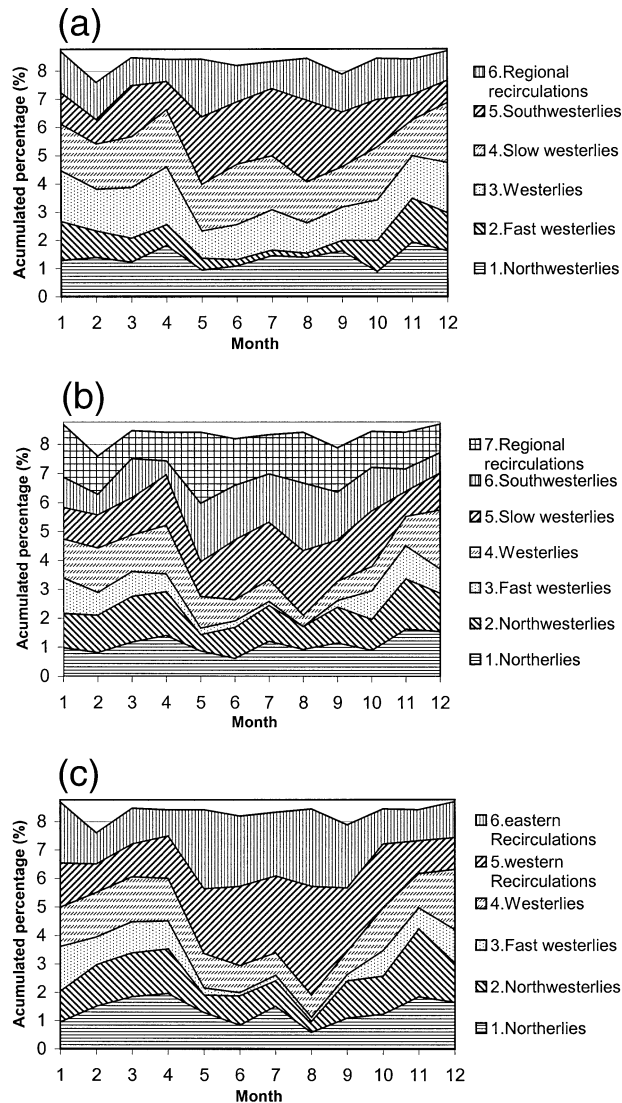 (a)
Acumulated percentage (%)
8
7
6
5
4
3
2
1
0
1 2 3 4 5 6 7 8 9 10 11 12
Month
6.Regional
recirculations
5.Southwesterlies
4.Slow westerlies
3.Westerlies
2.Fast westerlies
1.Northwesterlies
(b)
Acumulated percentage (%)
8
7
6
5
4
3
2
1
0
1 2 3 4 5 6 7 8 9 10 11 12
Month
7.Regional
recirculations
6.Southwesterlies
5.Slow westerlies
4.Westerlies
3.Fast westerlies
2.Northwesterlies
1.Northerlies
(c)
Acumulated percentage (%)
8
7
6
5
4
3
2
1
0
1 2 3 4 5 6 7 8 9 10 11 12
Month
6.eastern
Recirculations
5.western
Recirculations
4.Westerlies
3.Fast westerlies
2.Northwesterlies
1.Northerlies